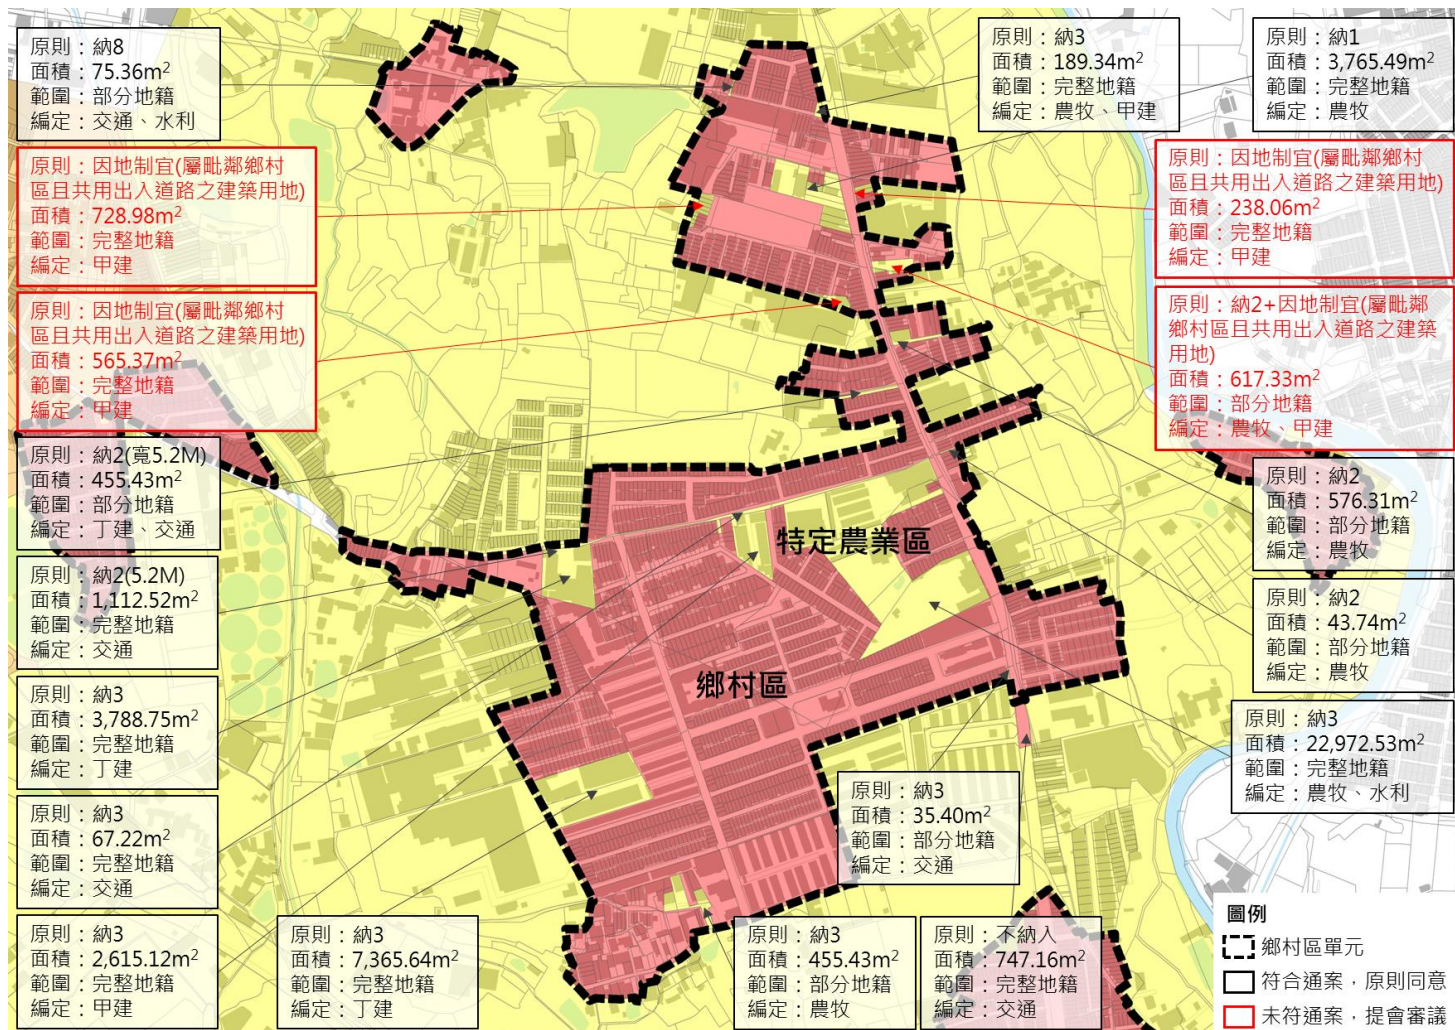 原則：納8
面積：75.36m²
範圍：部分地籍
編定：交通、水利
原則：因地制宜(屬毗鄰鄉村
區且共用出入道路之建築用地)
面積：728.98m²
範圍：完整地籍
編定：甲建
原則：因地制宜(屬毗鄰鄉村
區且共用出入道路之建築用地)
面積：565.37m²
範圍：完整地籍
編定：甲建
原則：納2(寬5.2M)
面積：455.43m²
範圍：部分地籍
編定：丁建、交通
原則：納2(5.2M)
面積：1,112.52m²
範圍：完整地籍
編定：交通
原則：納3
面積：3,788.75m²
範圍：完整地籍
編定：丁建
原則：納3
面積：67.22m²
範圍：完整地籍
編定：交通
原則：納3
面積：2,615.12m²
範圍：完整地籍
編定：甲建
原則：納3
面積：7,365.64m²
範圍：完整地籍
編定：丁建
原則：納3
面積：455.43m²
範圍：部分地籍
編定：農牧
原則：不納入
面積：747.16m²
範圍：完整地籍
編定：交通
原則：納3
面積：35.40m²
範圍：部分地籍
編定：交通
特定農業區
鄉村區
原則：納3
面積：189.34m²
範圍：完整地籍
編定：農牧、甲建
原則：納1
面積：3,765.49m²
範圍：完整地籍
編定：農牧
原則：因地制宜(屬毗鄰鄉村
區且共用出入道路之建築用地)
面積：238.06m²
範圍：完整地籍
編定：甲建
原則：納2+因地制宜(屬毗鄰
鄉村區且共用出入道路之建築
用地)
面積：617.33m²
範圍：部分地籍
編定：農牧、甲建
原則：納2
面積：576.31m²
範圍：部分地籍
編定：農牧
原則：納2
面積：43.74m²
範圍：部分地籍
編定：農牧
原則：納3
面積：22,972.53m²
範圍：完整地籍
編定：農牧、水利
圖例
鄉村區單元
符合通案，原則同意
未符通案，提會審議